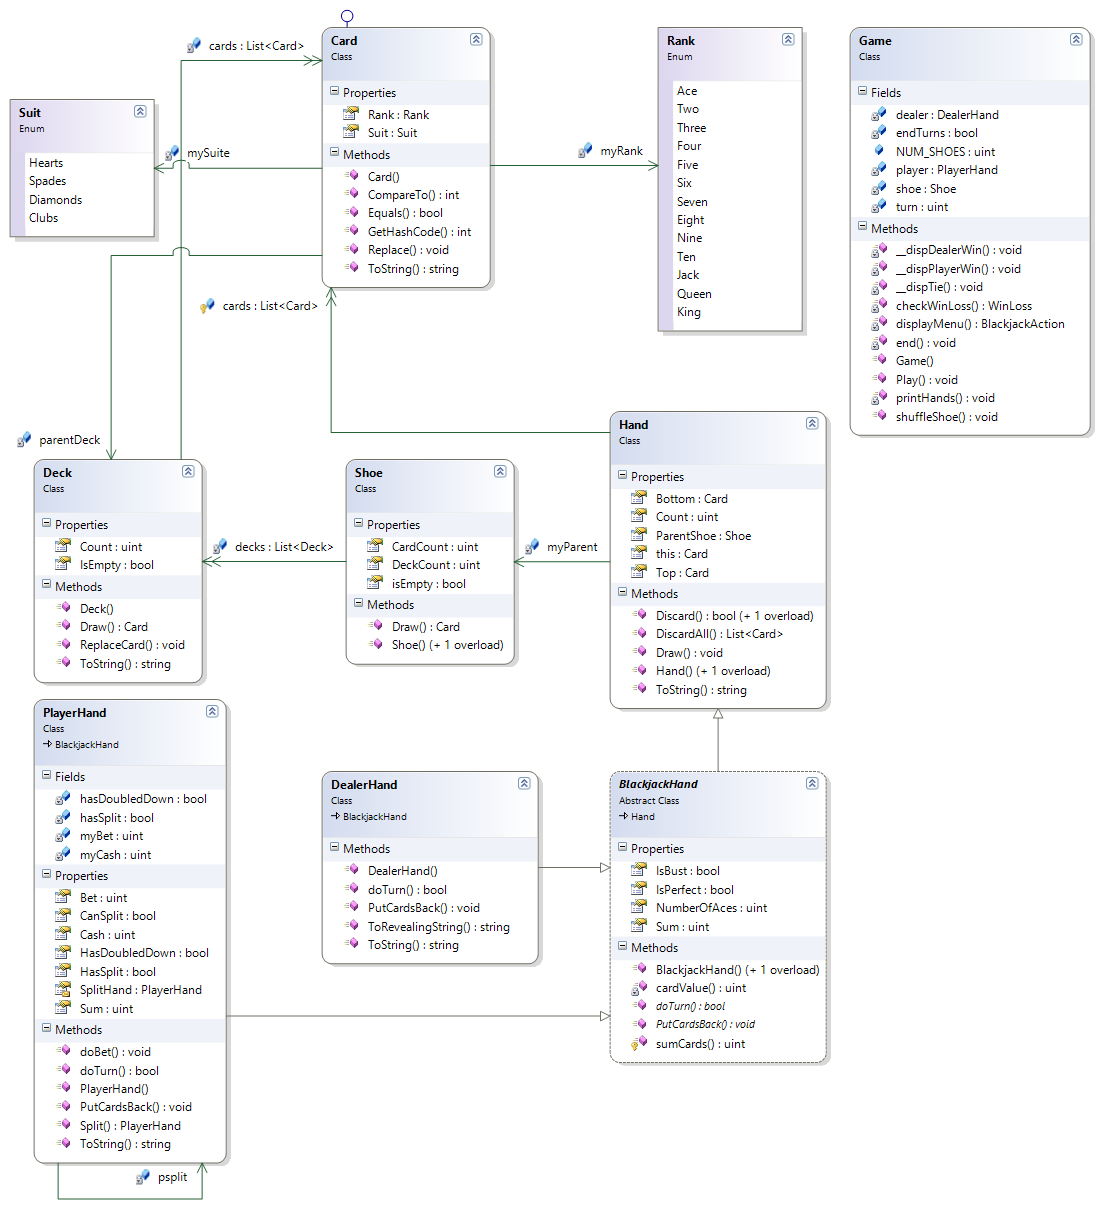 cards : List<Card>
Card
Class
Properties
Rank : Rank
Suit : Suit
Methods
Card()
CompareTo() : int
Equals() : bool
GetHashCode() : int
Replace() : void
ToString() : string
Rank
Enum
Ace
Two
Three
Four
Five
Six
Seven
Eight
Nine
Ten
Jack
Queen
King
Game
Class
Fields
dealer : DealerHand
endTurns : bool
NUM_SHOES : uint
player : PlayerHand
shoe : Shoe
turn : uint
Methods
__dispDealerWin() : void
__dispPlayerWin() : void
__dispTie() : void
checkWinLoss() : WinLoss
displayMenu() : BlackjackAction
end() : void
Game()
Play() : void
printHands() : void
shuffleShoe() : void
Suit
Enum
Hearts
Spades
Diamonds
Clubs
mySuite
myRank
cards : List<Card>
parentDeck
Deck
Class
Properties
Count : uint
IsEmpty : bool
Methods
Deck()
Draw() : Card
ReplaceCard() : void
ToString() : string
decks : List<Deck>
Shoe
Class
Properties
CardCount : uint
DeckCount : uint
isEmpty : bool
Methods
Draw() : Card
Shoe() (+ 1 overload)
myParent
Hand
Class
Properties
Bottom : Card
Count : uint
ParentShoe : Shoe
this : Card
Top : Card
Methods
Discard() : bool (+ 1 overload)
DiscardAll() : List<Card>
Draw() : void
Hand() (+ 1 overload)
ToString() : string
PlayerHand
Class
BlackjackHand
Fields
hasDoubledDown : bool
hasSplit : bool
myBet : uint
myCash : uint
Properties
Bet : uint
CanSplit : bool
Cash : uint
HasDoubledDown : bool
HasSplit : bool
SplitHand : PlayerHand
Sum : uint
Methods
doBet() : void
doTurn() : bool
PlayerHand()
PutCardsBack() : void
Split() : PlayerHand
ToString() : string
psplit
DealerHand
Class
BlackjackHand
Methods
DealerHand()
doTurn() : bool
PutCardsBack() : void
ToRevealingString() : string
ToString() : string
BlackjackHand
Abstract Class
Hand
Properties
IsBust : bool
IsPerfect : bool
NumberOfAces : uint
Sum : uint
Methods
BlackjackHand() (+ 1 overload)
cardValue() : uint
doTurn() : bool
PutCardsBack() : void
sumCards() : uint